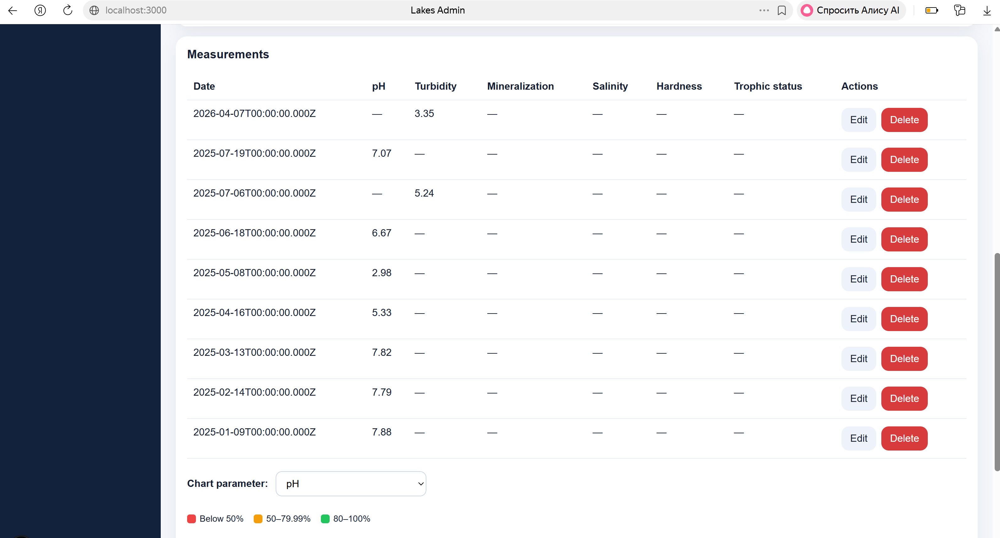 localhost:3000 Lakes Admin Спросить Алису AI
Measurements
Date pH Turbidity Mineralization Salinity Hardness Trophic status Actions
2026-04-07T00:00:00.000Z — 3.35 — — — — Edit Delete
2025-07-19T00:00:00.000Z 7.07 — — — — — Edit Delete
2025-07-06T00:00:00.000Z — 5.24 — — — — Edit Delete
2025-06-18T00:00:00.000Z 6.67 — — — — — Edit Delete
2025-05-08T00:00:00.000Z 2.98 — — — — — Edit Delete
2025-04-16T00:00:00.000Z 5.33 — — — — — Edit Delete
2025-03-13T00:00:00.000Z 7.82 — — — — — Edit Delete
2025-02-14T00:00:00.000Z 7.79 — — — — — Edit Delete
2025-01-09T00:00:00.000Z 7.88 — — — — — Edit Delete
Chart parameter: pH
Below 50% 50–79.99% 80–100%